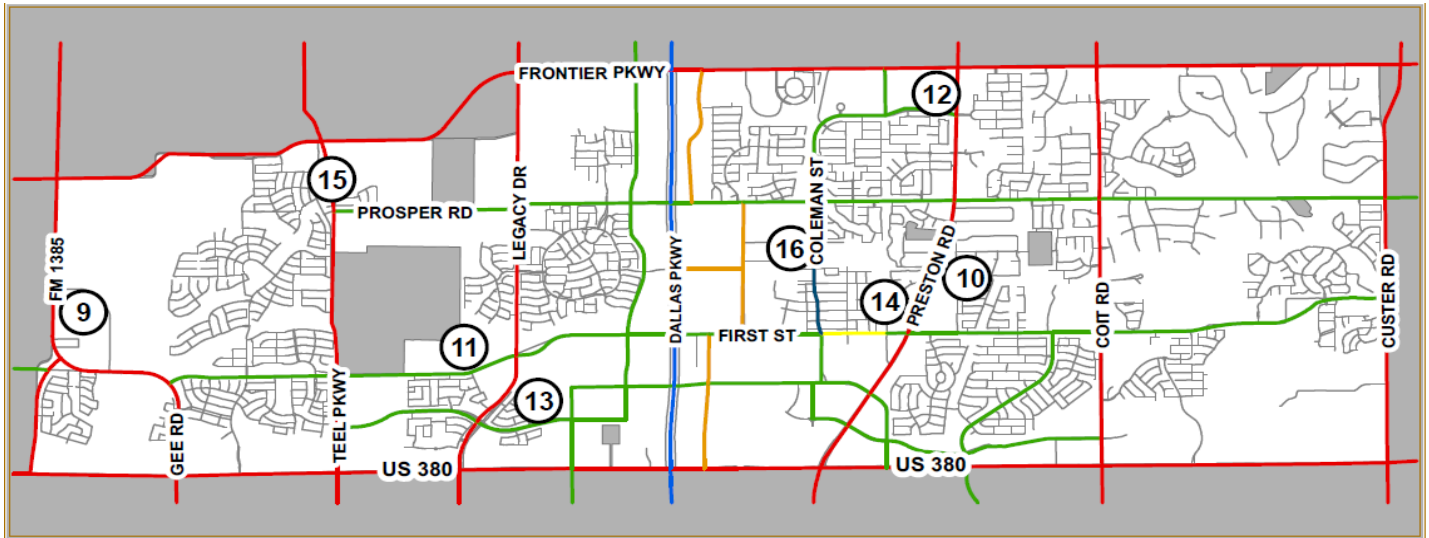 FRONTIER PKWY
12
15
LEGACY DR
COLEMAN ST
PROSPER RD
FM 1385
16
DALLAS PKWY
PRESTON RD
10
CUSTER RD
9
14
COIT RD
FIRST ST
11
13
TEEL PKWY
GEE RD
US 380
US 380